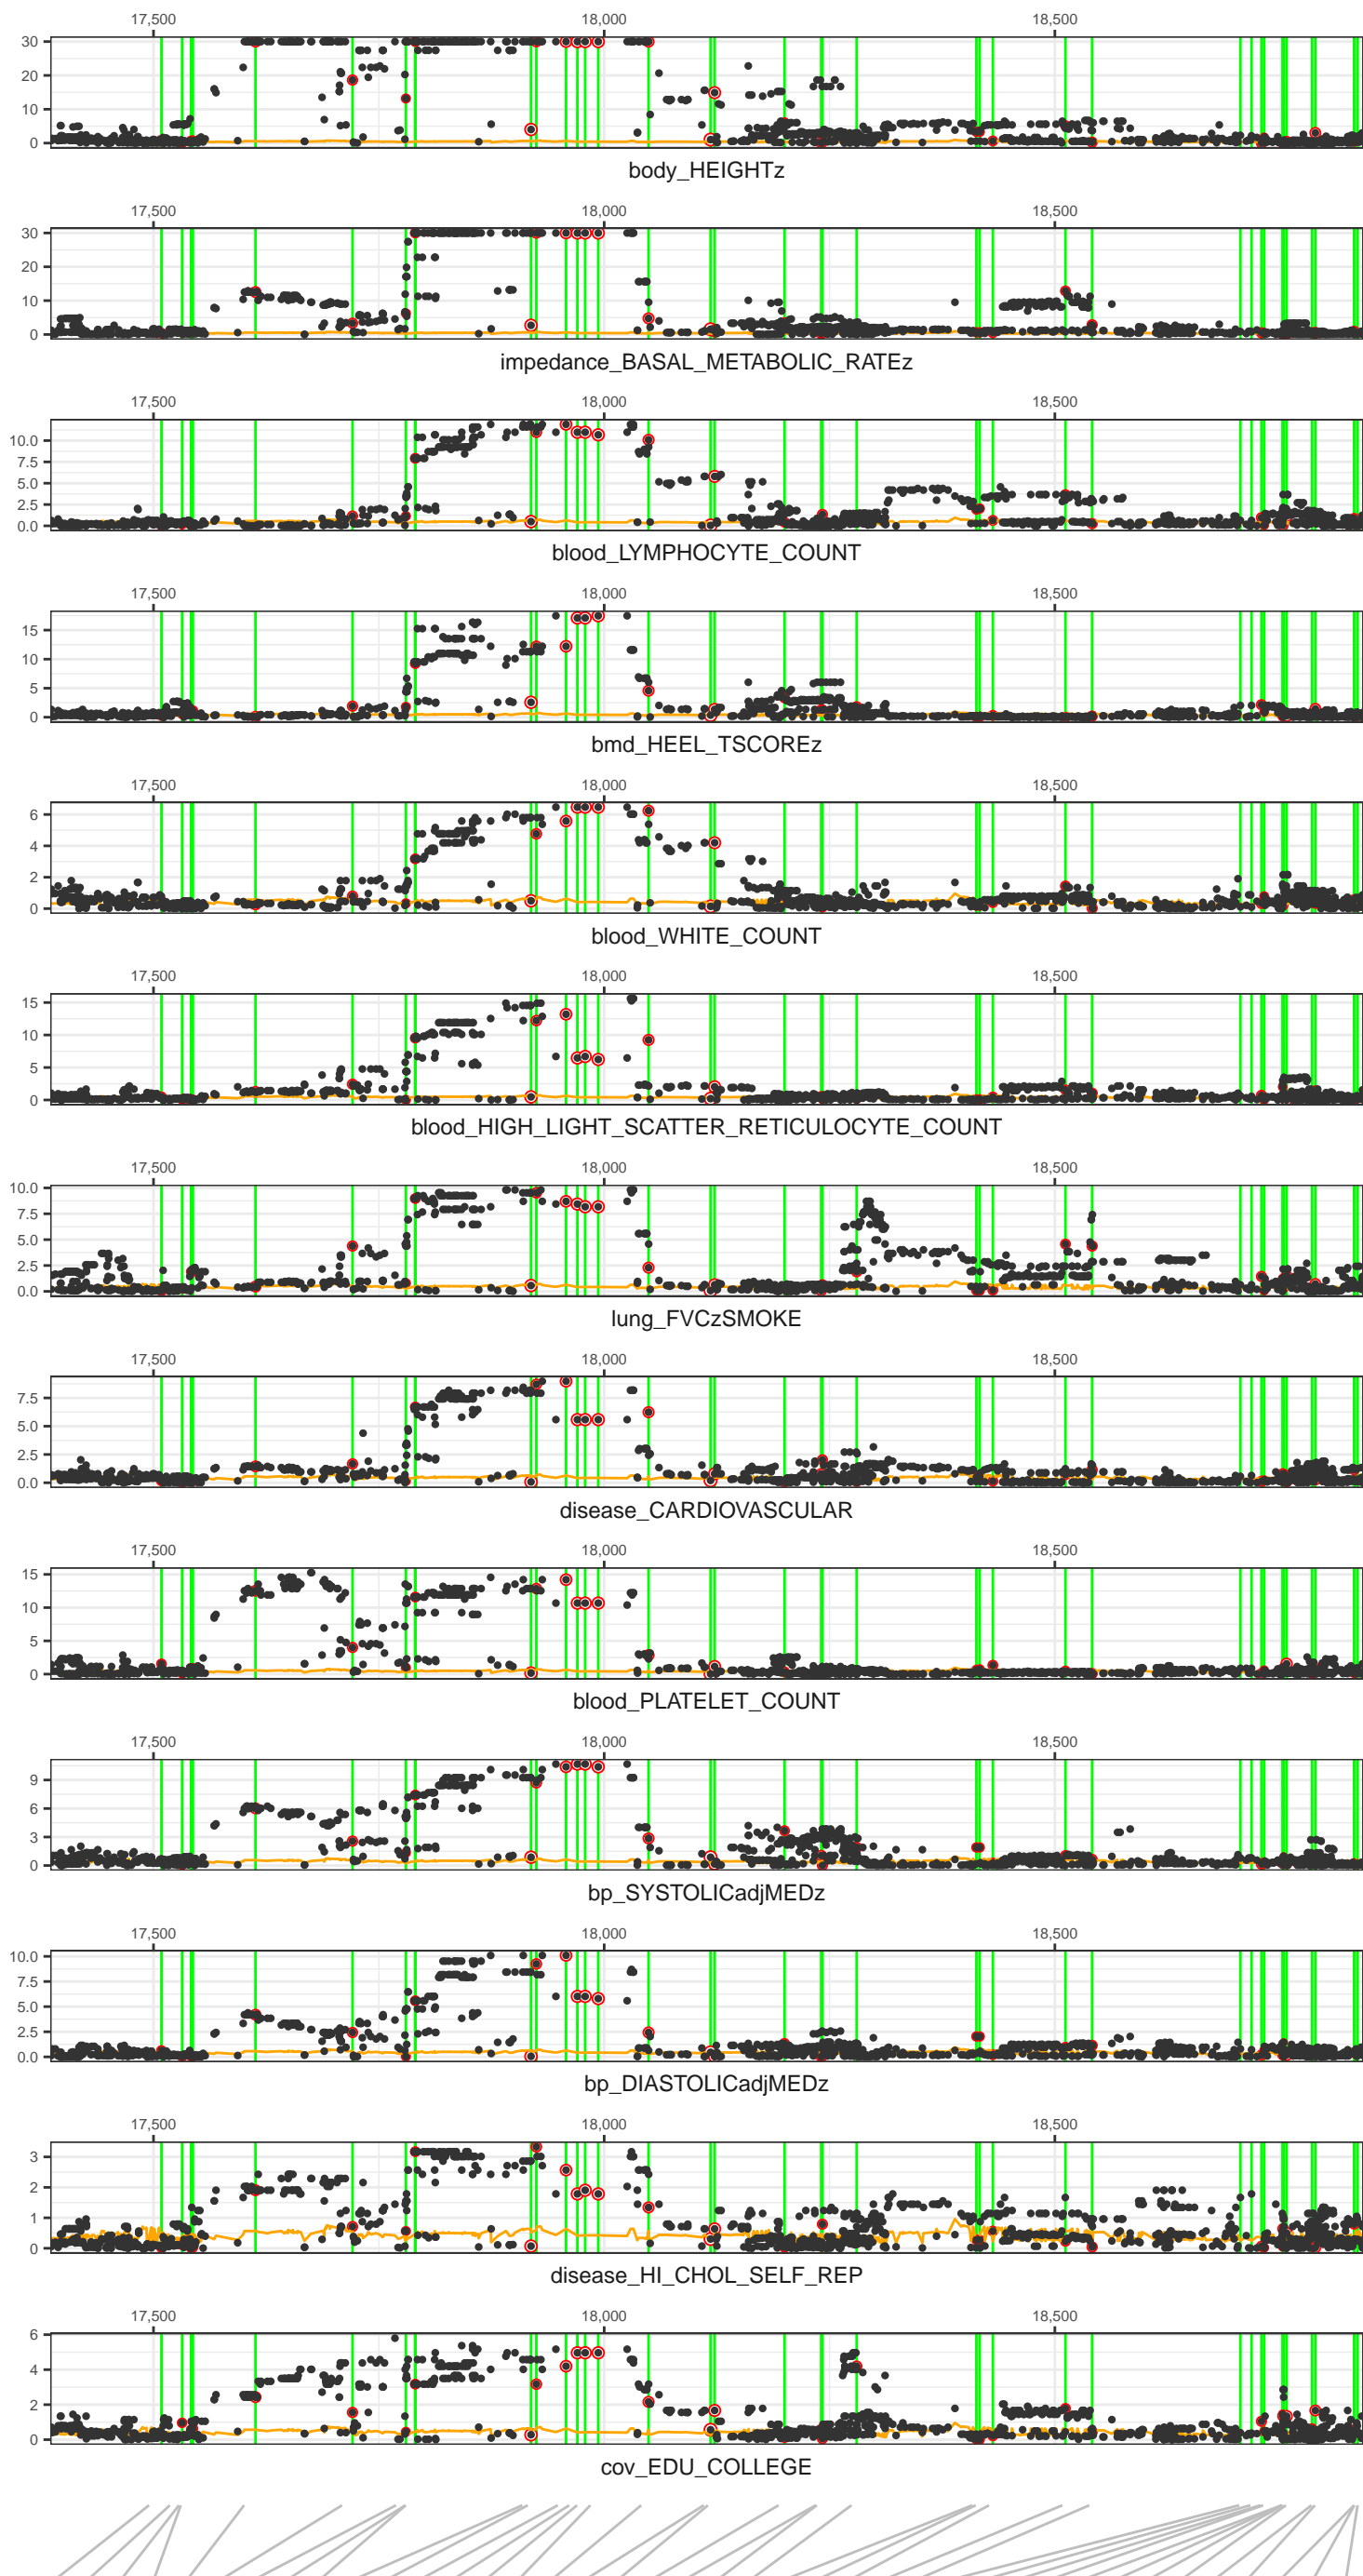 17,500 18,000 18,500
30
20
10
0
body_HEIGHTz
17,500 18,000 18,500
30
20
10
0
impedance_BASAL_METABOLIC_RATEz
17,500 18,000 18,500
10.0
7.5
5.0
2.5
0.0
blood_LYMPHOCYTE_COUNT
17,500 18,000 18,500
15
10
5
0
bmd_HEEL_TSCOREz
17,500 18,000 18,500
6
4
2
0
blood_WHITE_COUNT
17,500 18,000 18,500
15
10
5
0
blood_HIGH_LIGHT_SCATTER_RETICULOCYTE_COUNT
17,500 18,000 18,500
10.0
7.5
5.0
2.5
0.0
lung_FVCzSMOKE
17,500 18,000 18,500
7.5
5.0
2.5
0.0
disease_CARDIOVASCULAR
17,500 18,000 18,500
15
10
5
0
blood_PLATELET_COUNT
17,500 18,000 18,500
9
6
3
0
bp_SYSTOLICadjMEDz
17,500 18,000 18,500
10.0
7.5
5.0
2.5
0.0
bp_DIASTOLICadjMEDz
17,500 18,000 18,500
3
2
1
0
disease_HI_CHOL_SELF_REP
17,500 18,000 18,500
6
4
2
0
cov_EDU_COLLEGE